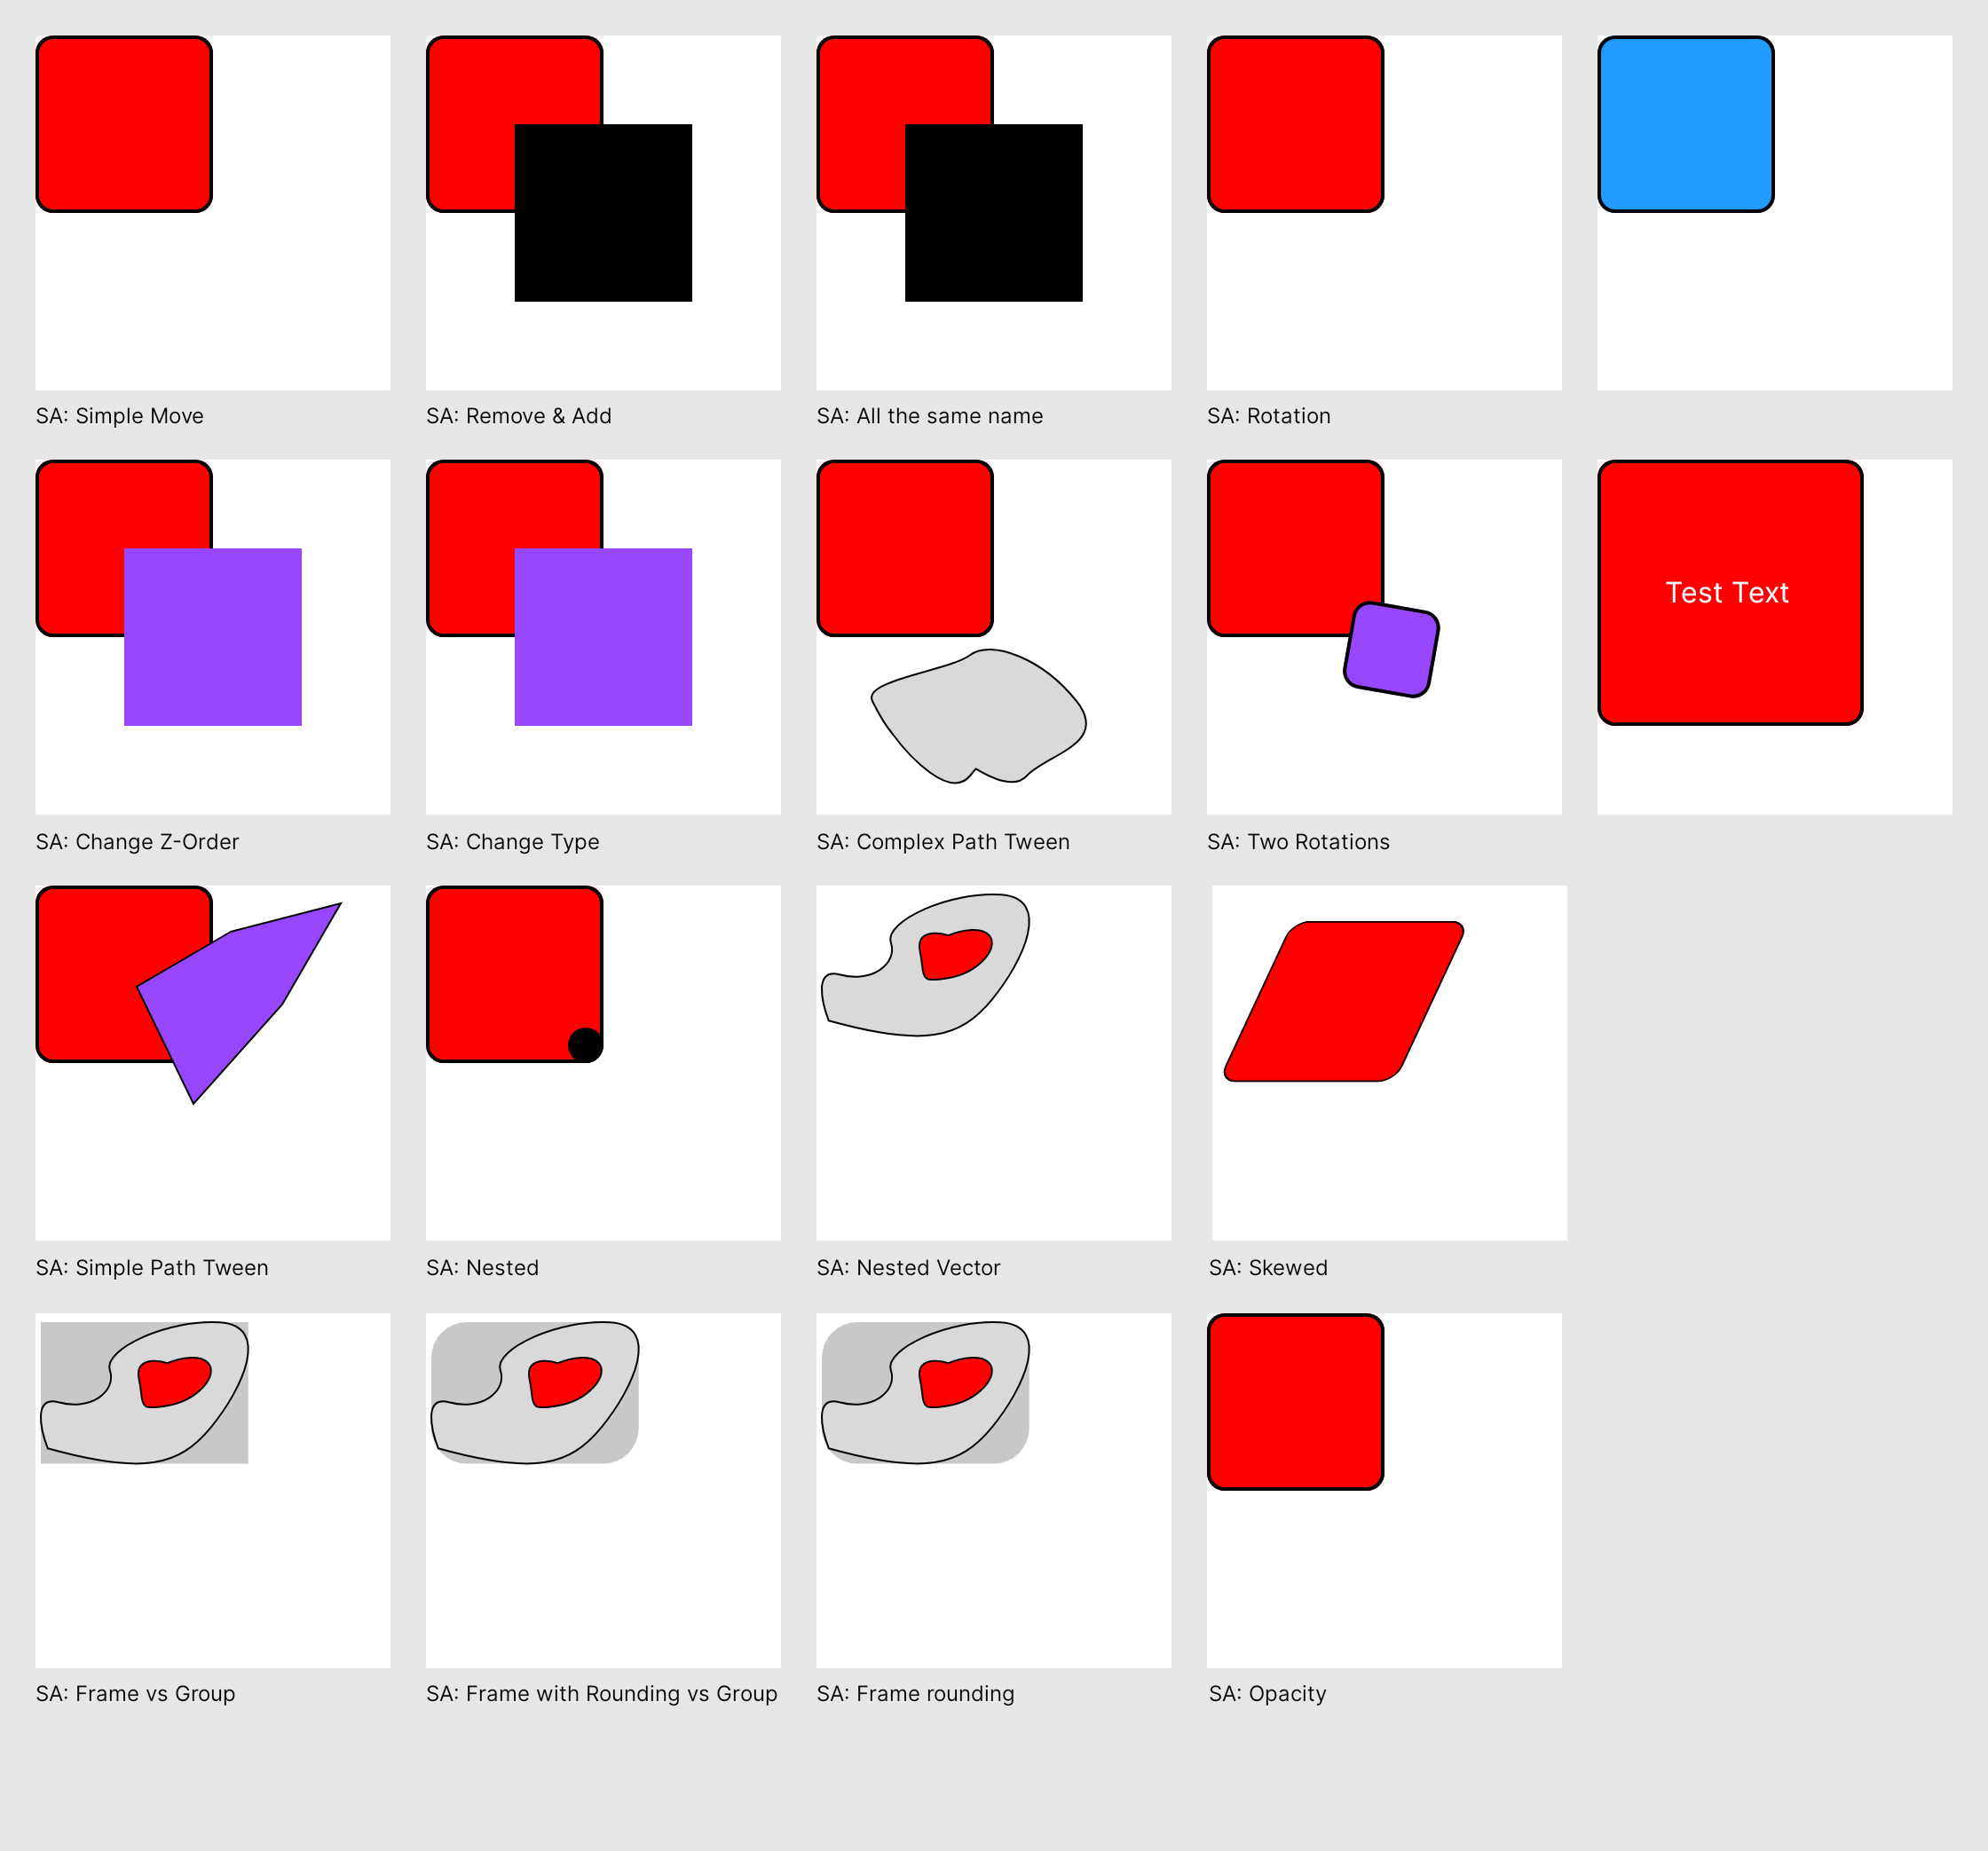 SA: Simple Move
SA: Remove & Add
SA: All the same name
SA: Rotation
Test Text
SA: Change Z-Order
SA: Change Type
SA: Complex Path Tween
SA: Two Rotations
SA: Simple Path Tween
SA: Nested
SA: Nested Vector
SA: Skewed
SA: Frame vs Group
SA: Frame with Rounding vs Group
SA: Frame rounding
SA: Opacity